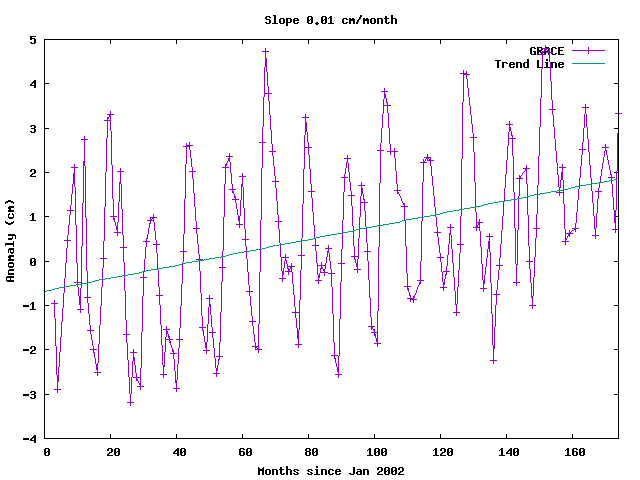 Slope 0.01 cm/month
GRACE
Trend Line
5
4
3
2
1
0
-1
-2
-3
-4
Anomaly (cm)
0 20 40 60 80 100 120 140 160
Months since Jan 2002